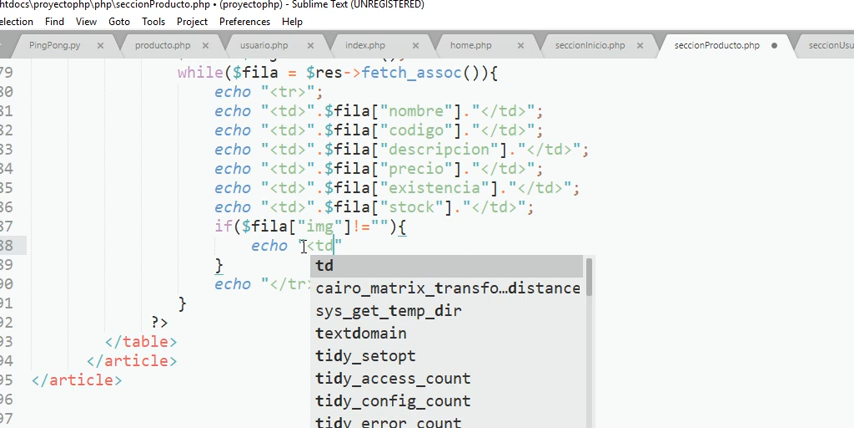 htdocs\proyectophp\php\seccionProducto.php • (proyectophp) - Sublime Text (UNREGISTERED)
election Find View Goto Tools Project Preferences Help
PingPong.py × producto.php × usuario.php × index.php × home.php × seccionInicio.php × seccionProducto.php • seccionUsu
79 while($fila = $res->fetch_assoc()){
80 echo "<tr>";
81 echo "<td>".$fila["nombre"]."</td>";
82 echo "<td>".$fila["codigo"]."</td>";
83 echo "<td>".$fila["descripcion"]."</td>";
84 echo "<td>".$fila["precio"]."</td>";
85 echo "<td>".$fila["existencia"]."</td>";
86 echo "<td>".$fila["stock"]."</td>";
87 if($fila["img"]!=""){
88 echo "<td"
td
89 }
cairo_matrix_transfo…distance
90 echo "</tr
sys_get_temp_dir
91 }
textdomain
92 ?>
tidy_setopt
93 </table>
94 </article>
tidy_access_count
95 </article>
tidy_config_count
96
tidy_error_count
97